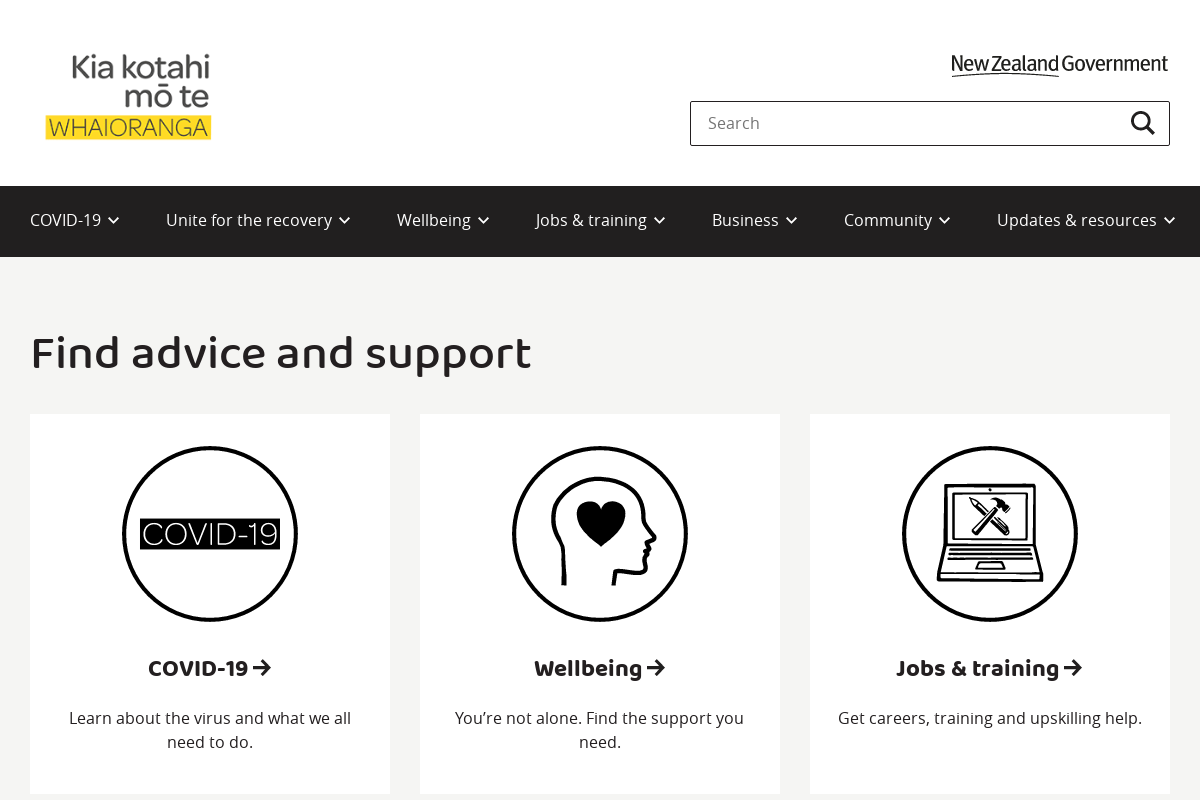 Kia kotahi
mō te
WHAIORANGA
New Zealand Government
Search
COVID-19
Unite for the recovery
Wellbeing
Jobs & training
Business
Community
Updates & resources
Find advice and support
COVID-19
COVID-19 →
Learn about the virus and what we all
need to do.
Wellbeing →
You’re not alone. Find the support you
need.
Jobs & training →
Get careers, training and upskilling help.